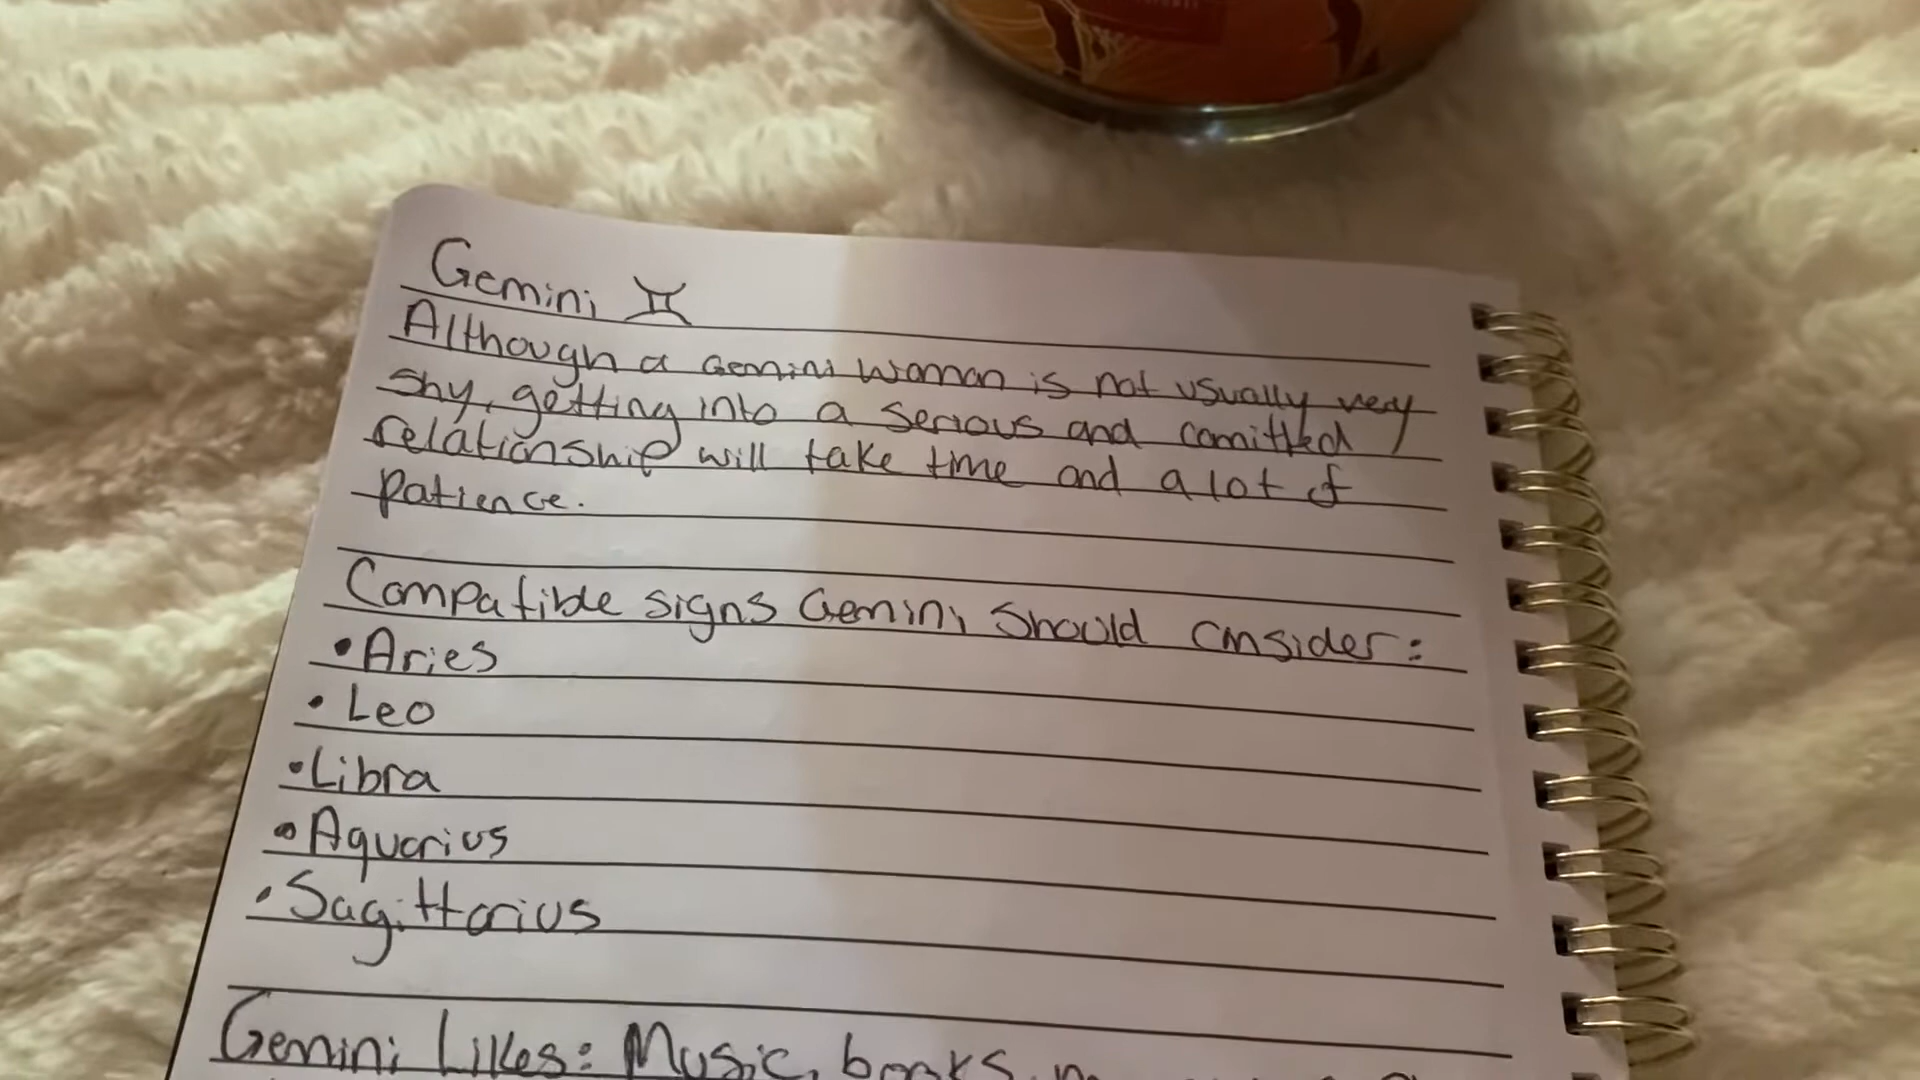 Gemini ♊
Although a Gemini woman is not usually very
shy, getting into a serious and comitted
relationship will take time and a lot of
patience.
Compatible signs Gemini should consider:
• Aries
• Leo
• Libra
• Aquarius
• Sagittarius
Gemini Likes: Music, books,